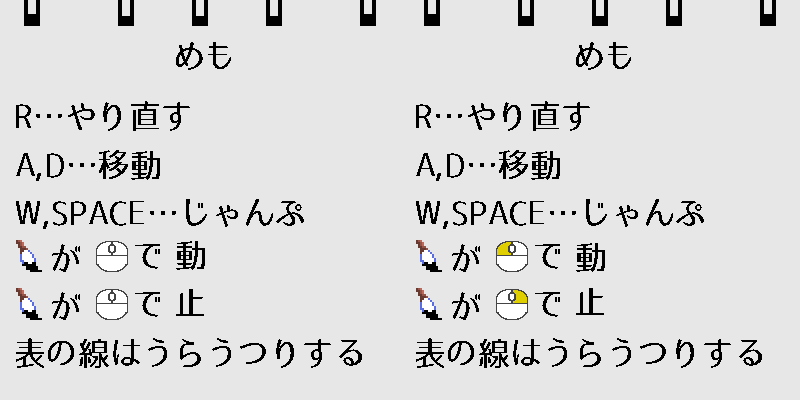 めも
R…やり直す
A,D…移動
W,SPACE…じゃんぷ
が で 動
が で 止
表の線はうらうつりする
めも
R…やり直す
A,D…移動
W,SPACE…じゃんぷ
が で 動
が で 止
表の線はうらうつりする